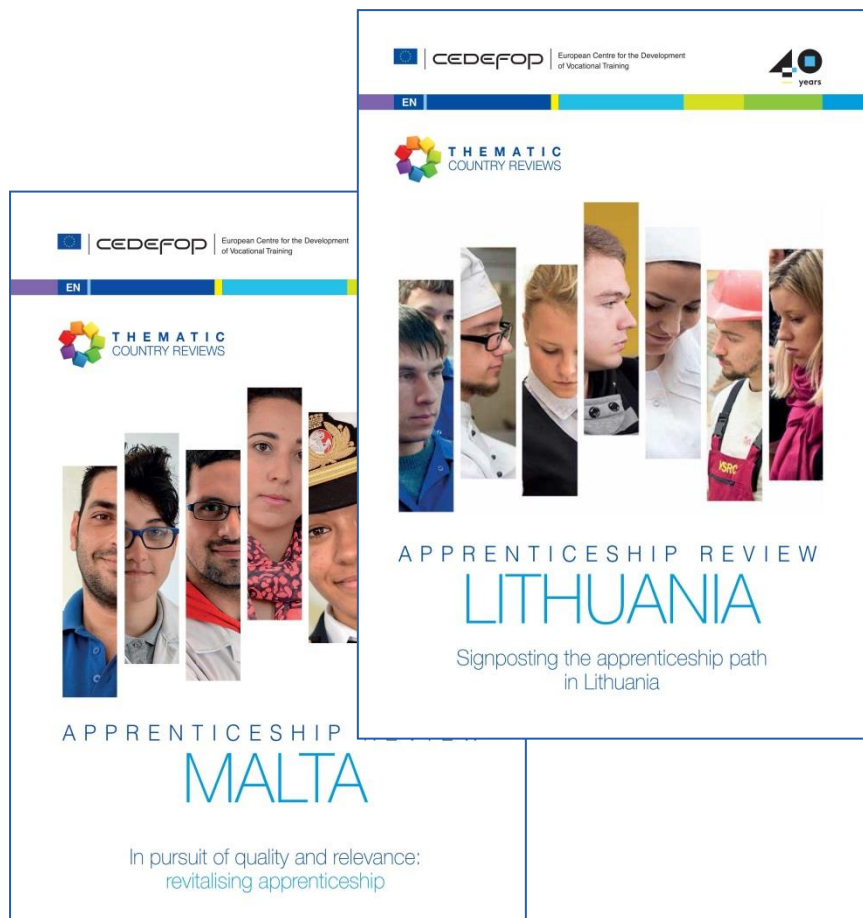 CEDEFOP
European Centre for the Development
of Vocational Training
40
years
EN
THEMATIC
COUNTRY REVIEWS
VSRC
APPRENTICESHIP REVIEW
LITHUANIA
Signposting the apprenticeship path
in Lithuania
CEDEFOP
European Centre for the Development
of Vocational Training
EN
THEMATIC
COUNTRY REVIEWS
APPRENTICESHIP REVIEW
MALTA
In pursuit of quality and relevance:
revitalising apprenticeship